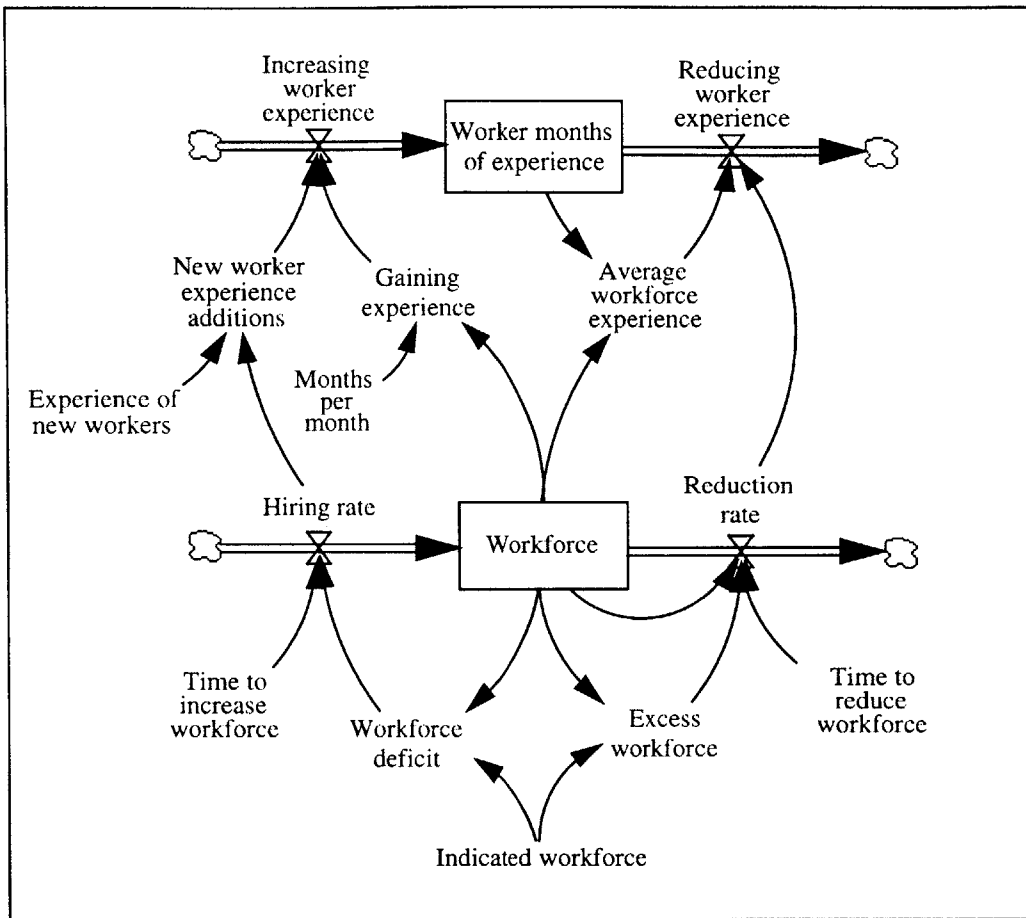 Increasing
worker
experience
Reducing
worker
experience
Worker months
of experience
New worker
experience
additions
Gaining
experience
Average
workforce
experience
Months
per
month
Experience of
new workers
Hiring rate
Reduction
rate
Workforce
Time to
increase
workforce
Workforce
deficit
Excess
workforce
Time to
reduce
workforce
Indicated workforce